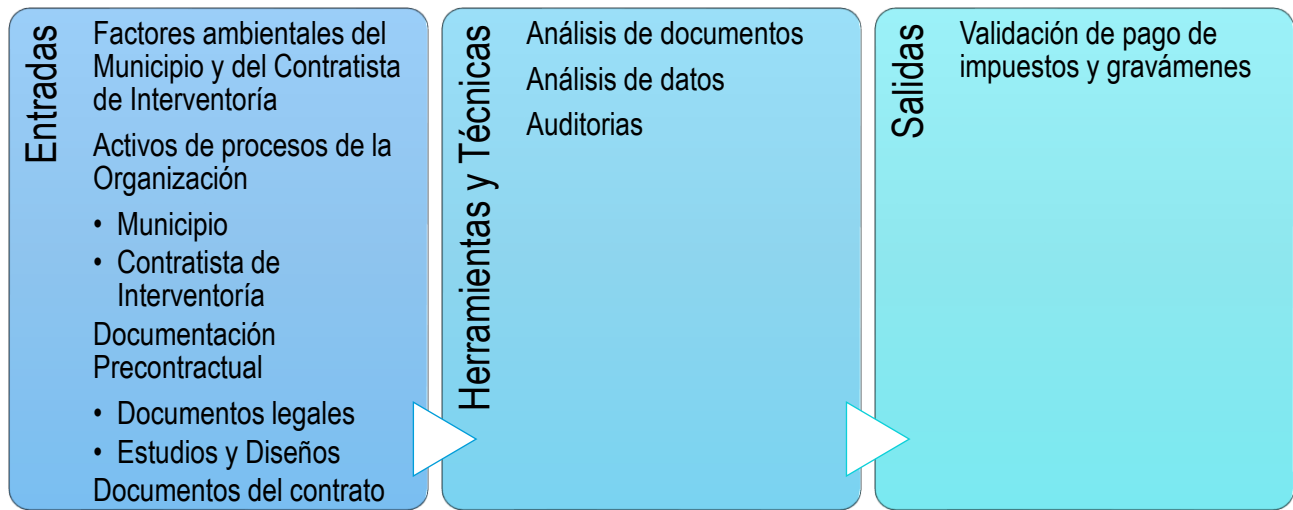 Entradas
Factores ambientales del
Municipio y del Contratista
de Interventoría
Activos de procesos de la
Organización
• Municipio
• Contratista de
Interventoría
Documentación
Precontractual
• Documentos legales
• Estudios y Diseños
Documentos del contrato
Herramientas y Técnicas
Análisis de documentos
Análisis de datos
Auditorias
Salidas
Validación de pago de
impuestos y gravámenes